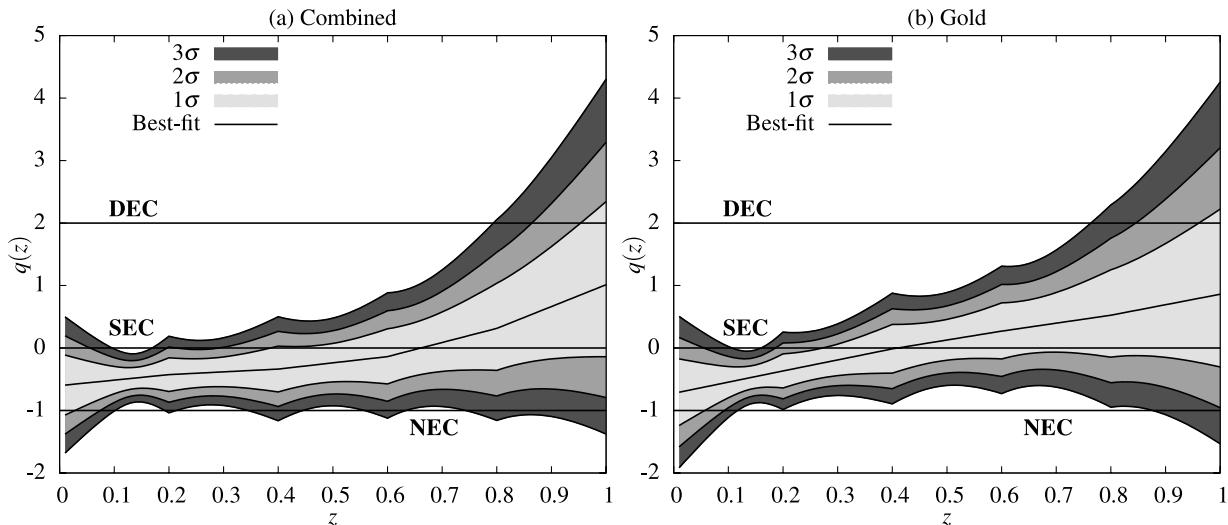 (a) Combined
5
4
3
2
1
0
-1
-2
q(z)
3σ
2σ
1σ
Best-fit
DEC
SEC
NEC
0 0.1 0.2 0.3 0.4 0.5 0.6 0.7 0.8 0.9 1
z
(b) Gold
5
4
3
2
1
0
-1
-2
q(z)
3σ
2σ
1σ
Best-fit
DEC
SEC
NEC
0 0.1 0.2 0.3 0.4 0.5 0.6 0.7 0.8 0.9 1
z